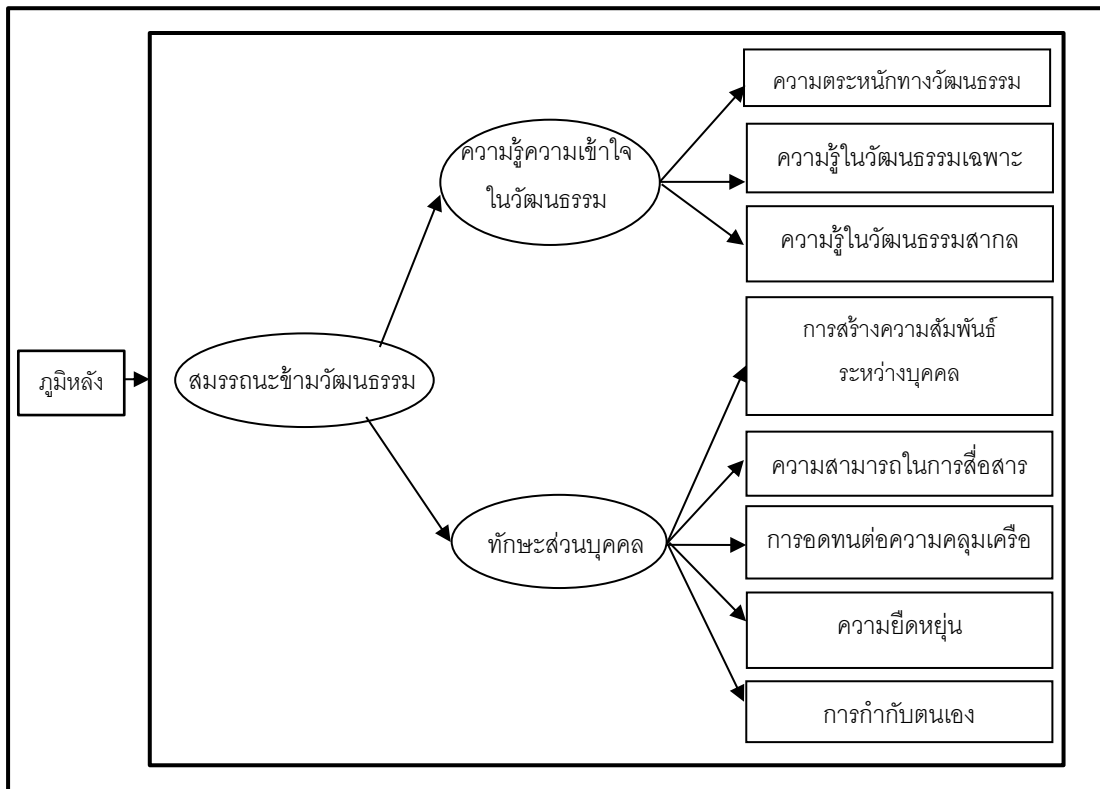 ความตระหนักทางวัฒนธรรม
ความรู้ความเข้าใจ
ในวัฒนธรรม
ความรู้ในวัฒนธรรมเฉพาะ
ความรู้ในวัฒนธรรมสากล
การสร้างความสัมพันธ์
ระหว่างบุคคล
ภูมิหลัง
สมรรถนะข้ามวัฒนธรรม
ความสามารถในการสื่อสาร
ทักษะส่วนบุคคล
การอดทนต่อความคลุมเครือ
ความยืดหยุ่น
การกำกับตนเอง